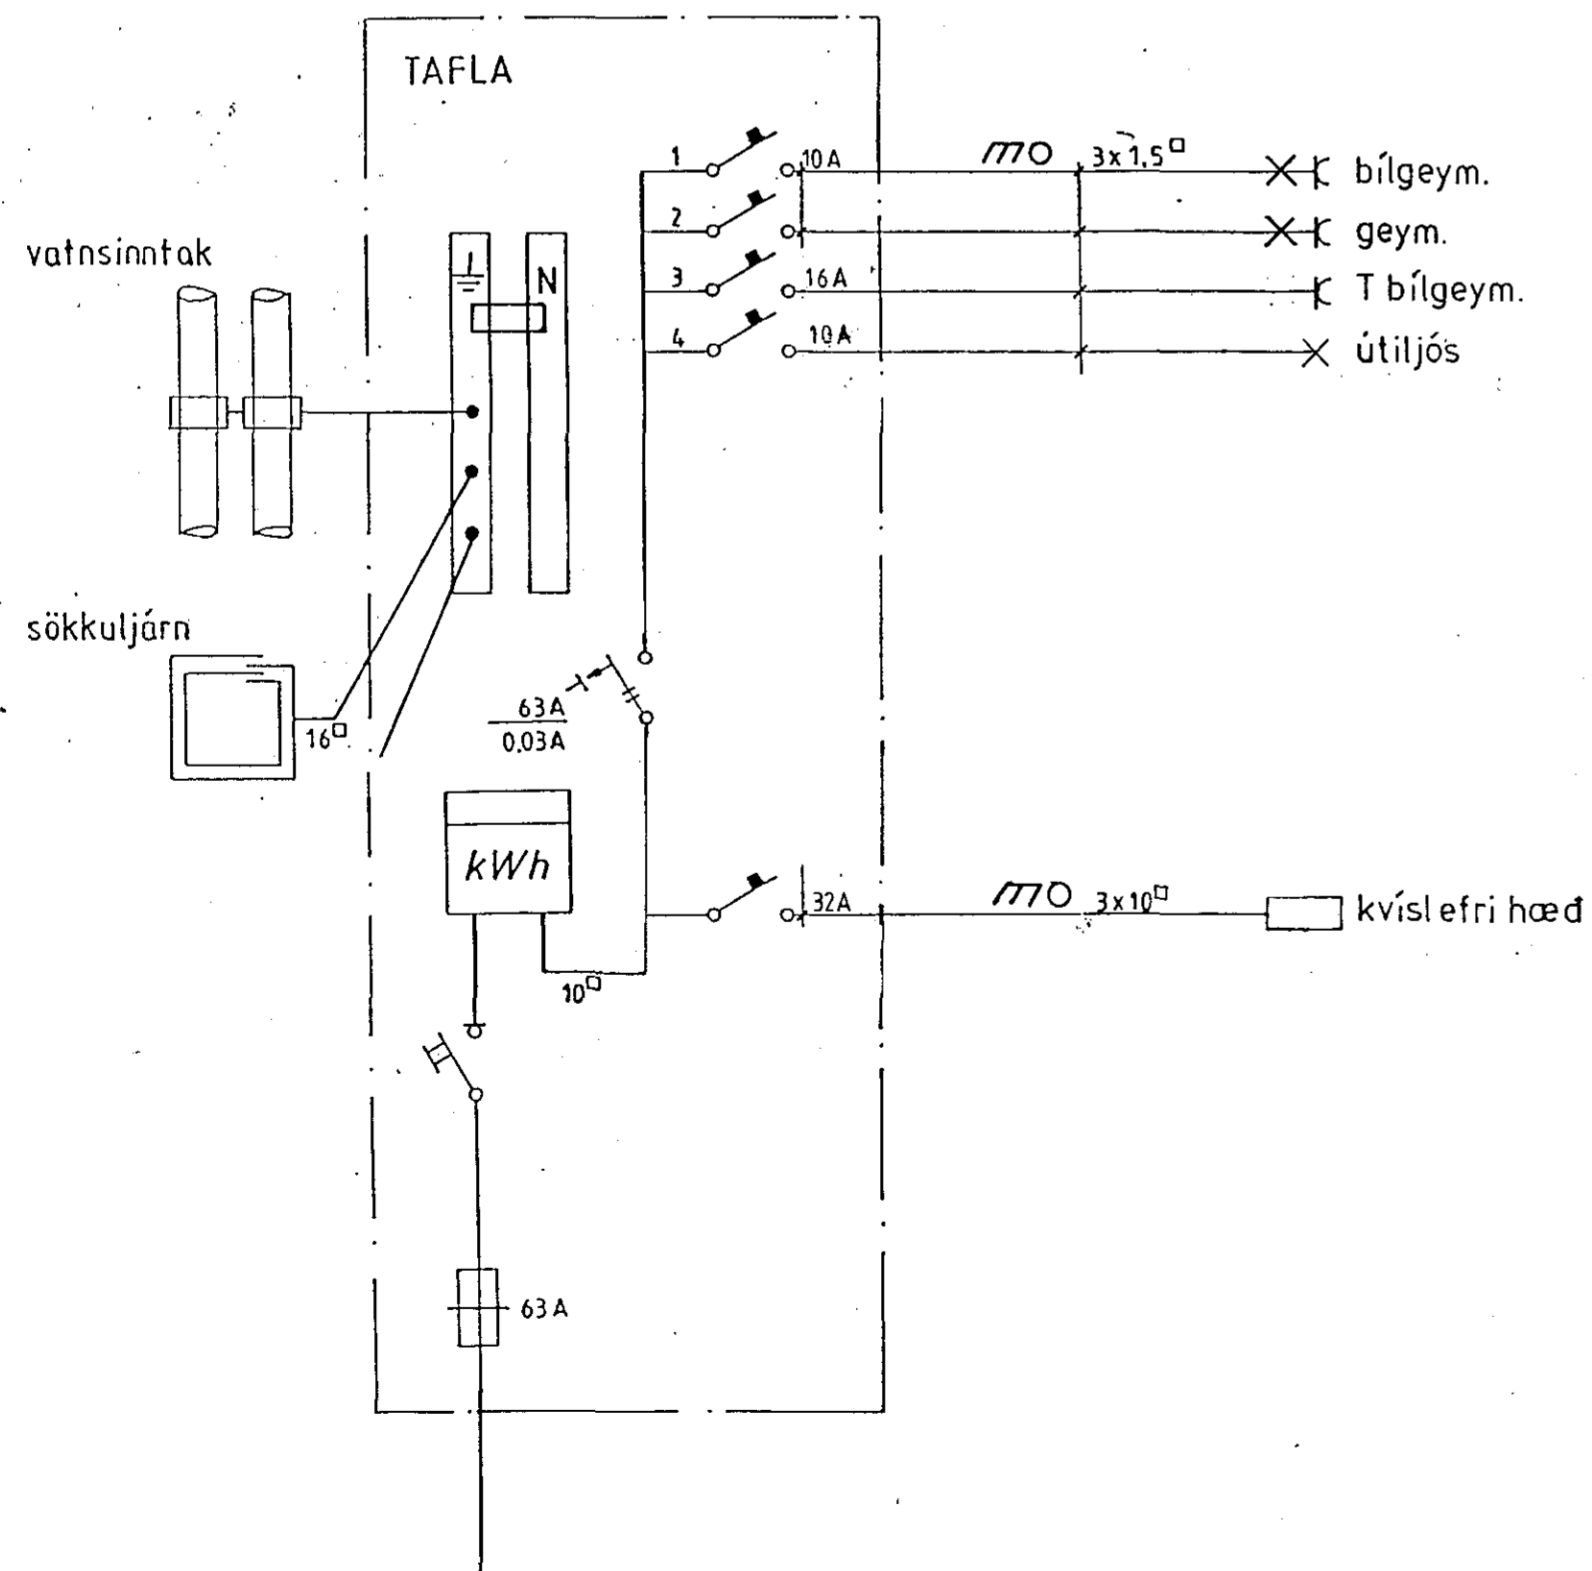 TAFLA
1 10A mo 3x1,5□ bílgeym.
2 geym.
3 16A T bílgeym.
4 10A útiljós
vatnsinntak
N
sökkuljárn
16□
63A
0,03A
kWh
32A mo 3x10□ kvísl efri hæð
10□
63A